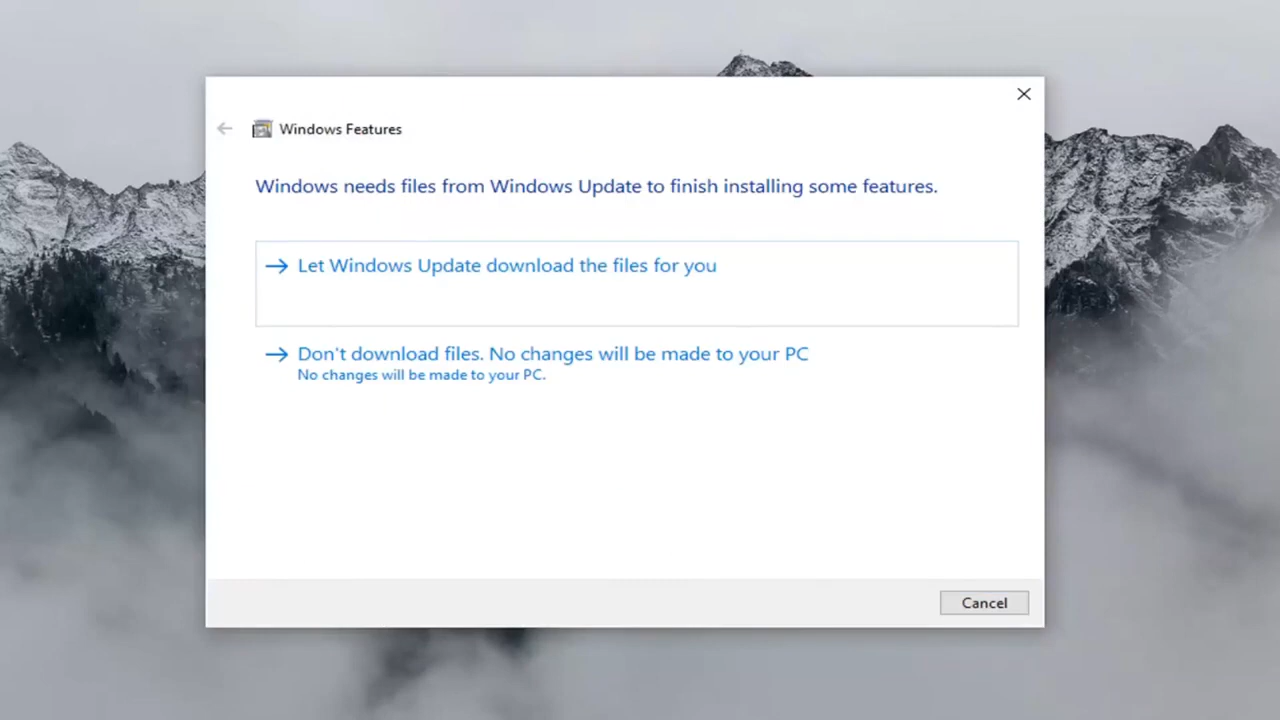 Windows Features
Windows needs files from Windows Update to finish installing some features.
Let Windows Update download the files for you
Don't download files. No changes will be made to your PC
No changes will be made to your PC.
Cancel